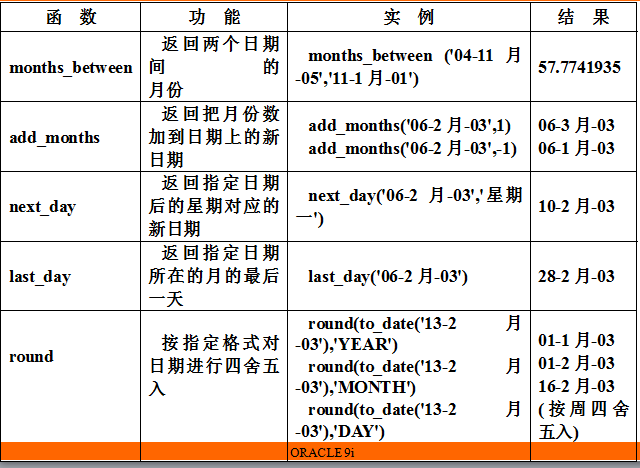 函 数 功 能 实 例 结 果
months_between
返回两个日期
间 的
月份
months_between ('04-11 月
-05','11-1 月-01')
57.7741935
add_months
返回把月份数
加到日期上的新
日期
add_months('06-2 月-03',1)
add_months('06-2 月-03',-1)
06-3 月-03
06-1 月-03
next_day
返回指定日期
后的星期对应的
新日期
next_day('06-2 月-03','星期
一')
10-2 月-03
last_day
返回指定日期
所在的月的最后
一天
last_day('06-2 月-03')
28-2 月-03
round
按指定格式对
日期进行四舍五
入
round(to_date('13-2 月
-03'),'YEAR')
round(to_date('13-2 月
-03'),'MONTH')
round(to_date('13-2 月
-03'),'DAY')
01-1 月-03
01-2 月-03
16-2 月-03
(按周四舍
五入)
ORACLE 9i